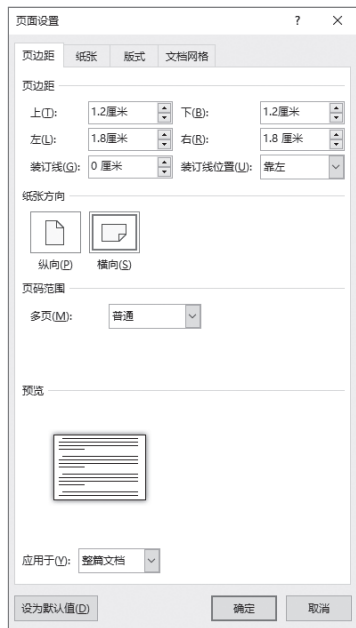 页面设置 ? ×
页边距 纸张 版式 文档网格
页边距
上(T): 1.2厘米 下(B): 1.2厘米
左(L): 1.8厘米 右(R): 1.8 厘米
装订线(G): 0 厘米 装订线位置(U): 靠左
纸张方向
纵向(P) 横向(S)
页码范围
多页(M): 普通
预览
应用于(Y): 整篇文档
设为默认值(D) 确定 取消